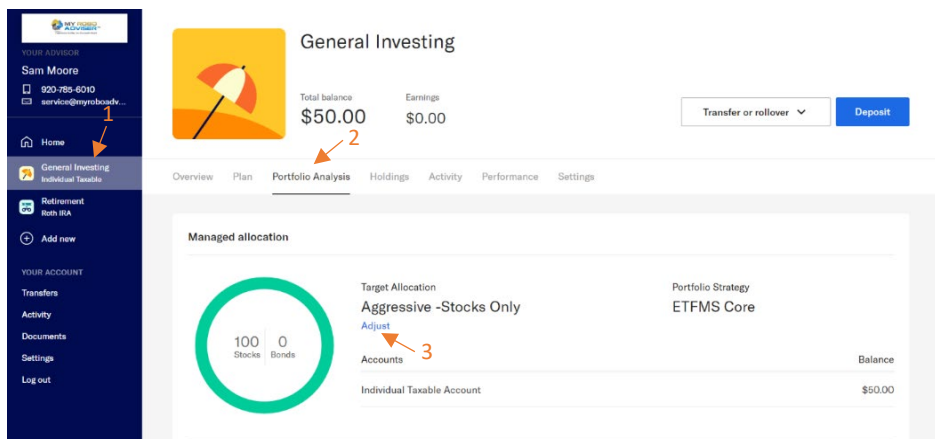 MY ROBO
ADVISER
YOUR ADVISOR
Sam Moore
920-785-6010
service@myroboadv...
1
Home
General Investing
Individual Taxable
Retirement
Roth IRA
Add new
YOUR ACCOUNT
Transfers
Activity
Documents
Settings
Log out
General Investing
Total balance
Earnings
$50.00
$0.00
Transfer or rollover
Deposit
2
Overview Plan Portfolio Analysis Holdings Activity Performance Settings
Managed allocation
100 0
Stocks Bonds
Target Allocation
Aggressive -Stocks Only
Adjust
3
Portfolio Strategy
ETFMS Core
Accounts Balance
Individual Taxable Account $50.00